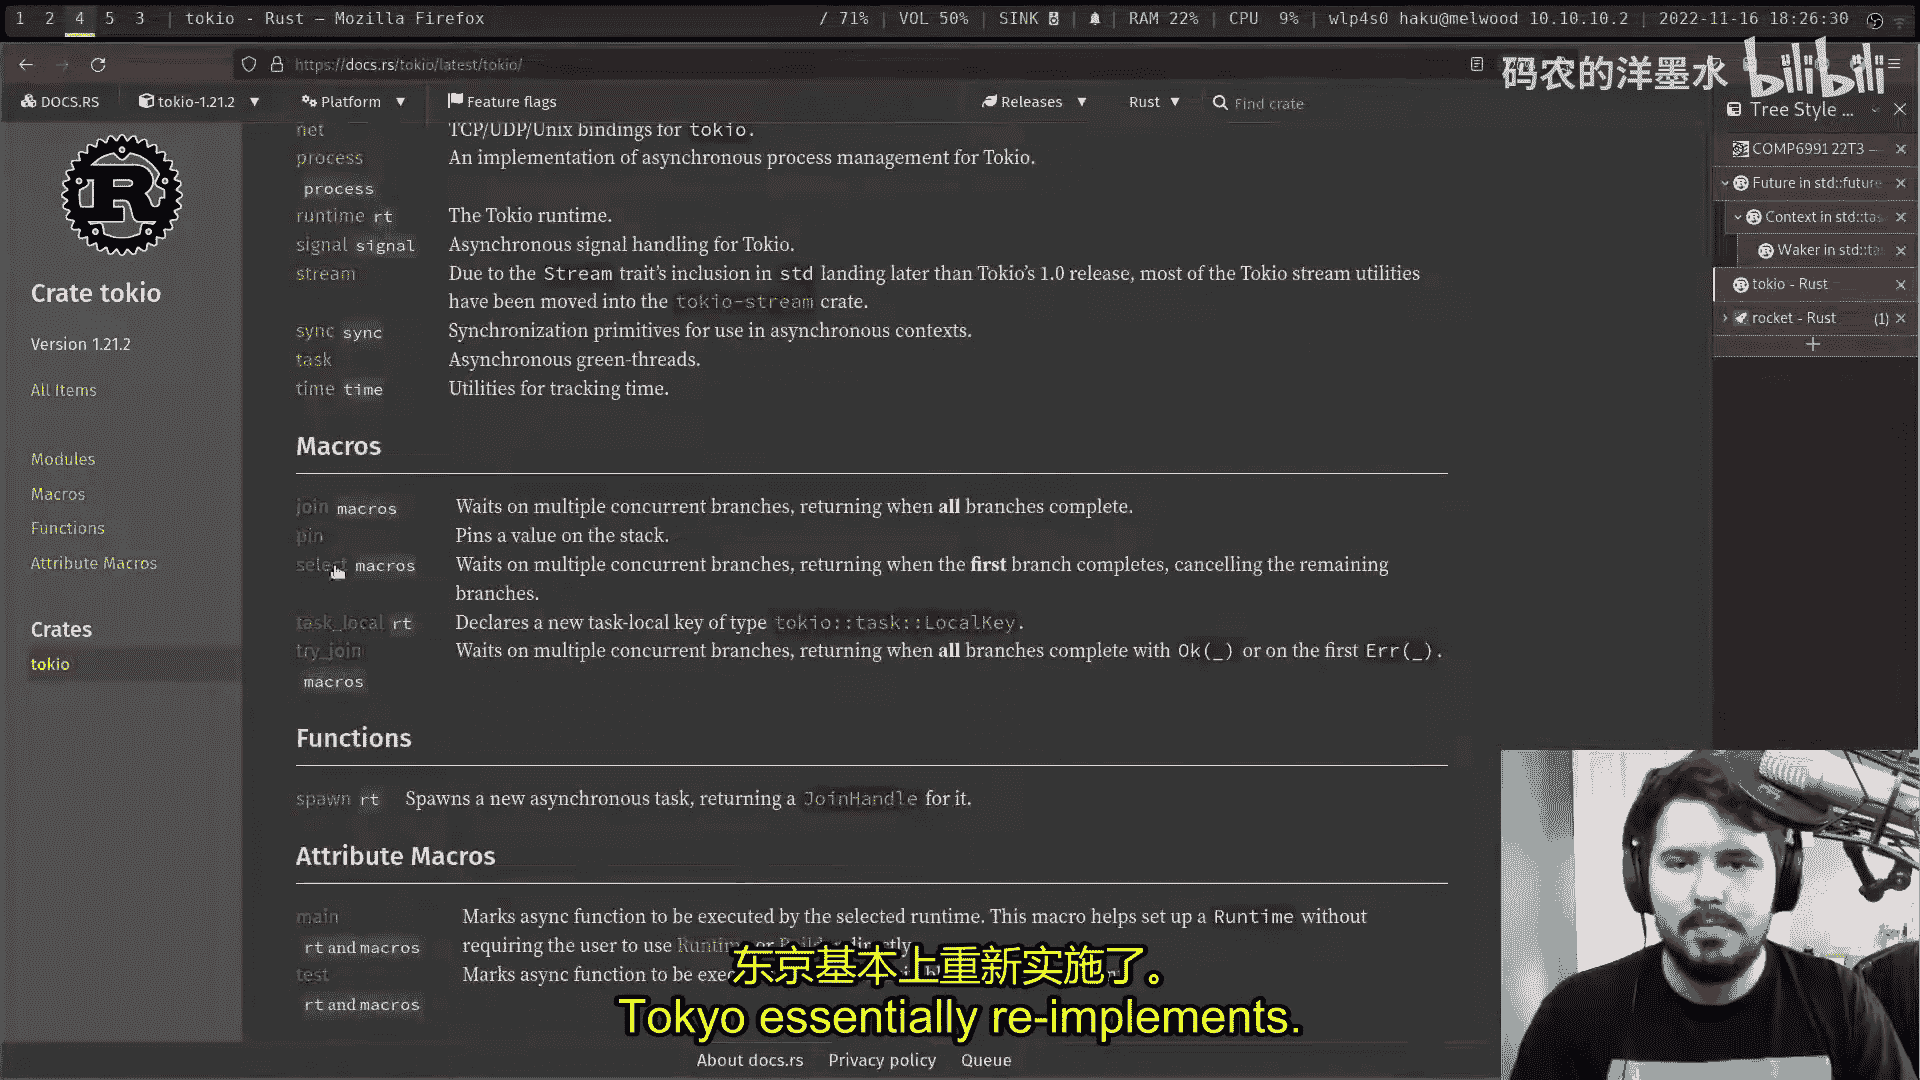 1 2 4 5 3 | tokio - Rust — Mozilla Firefox
/ 71% | VOL 50% | SINK | RAM 22% | CPU 9% | wlp4s0 haku@melwood 10.10.10.2 | 2022-11-16 18:26:30
https://docs.rs/tokio/latest/tokio/
码农的洋墨水 bilibili
DOCS.RS tokio-1.21.2 Platform Feature flags Releases Rust Find crate
Tree Style ...
COMP6991 22T3 —
Future in std::future
Context in std::tas
Waker in std::ta
tokio - Rust
rocket - Rust (1)
Crate tokio
Version 1.21.2
All Items
Modules
Macros
Functions
Attribute Macros
Crates
tokio
net TCP/UDP/Unix bindings for tokio.
process An implementation of asynchronous process management for Tokio.
process
runtime rt The Tokio runtime.
signal signal Asynchronous signal handling for Tokio.
stream Due to the Stream trait’s inclusion in std landing later than Tokio’s 1.0 release, most of the Tokio stream utilities
have been moved into the tokio-stream crate.
sync sync Synchronization primitives for use in asynchronous contexts.
task Asynchronous green-threads.
time time Utilities for tracking time.
Macros
join macros Waits on multiple concurrent branches, returning when all branches complete.
pin Pins a value on the stack.
select macros Waits on multiple concurrent branches, returning when the first branch completes, cancelling the remaining
branches.
task_local rt Declares a new task-local key of type tokio::task::LocalKey.
try_join Waits on multiple concurrent branches, returning when all branches complete with Ok(_) or on the first Err(_).
macros
Functions
spawn rt Spawns a new asynchronous task, returning a JoinHandle for it.
Attribute Macros
main Marks async function to be executed by the selected runtime. This macro helps set up a Runtime without
rt and macros requiring the user to use Runtime or Builder directly
test Marks async function to be
rt and macros
东京基本上重新实施了。
Tokyo essentially re-implements.
About docs.rs Privacy policy Queue